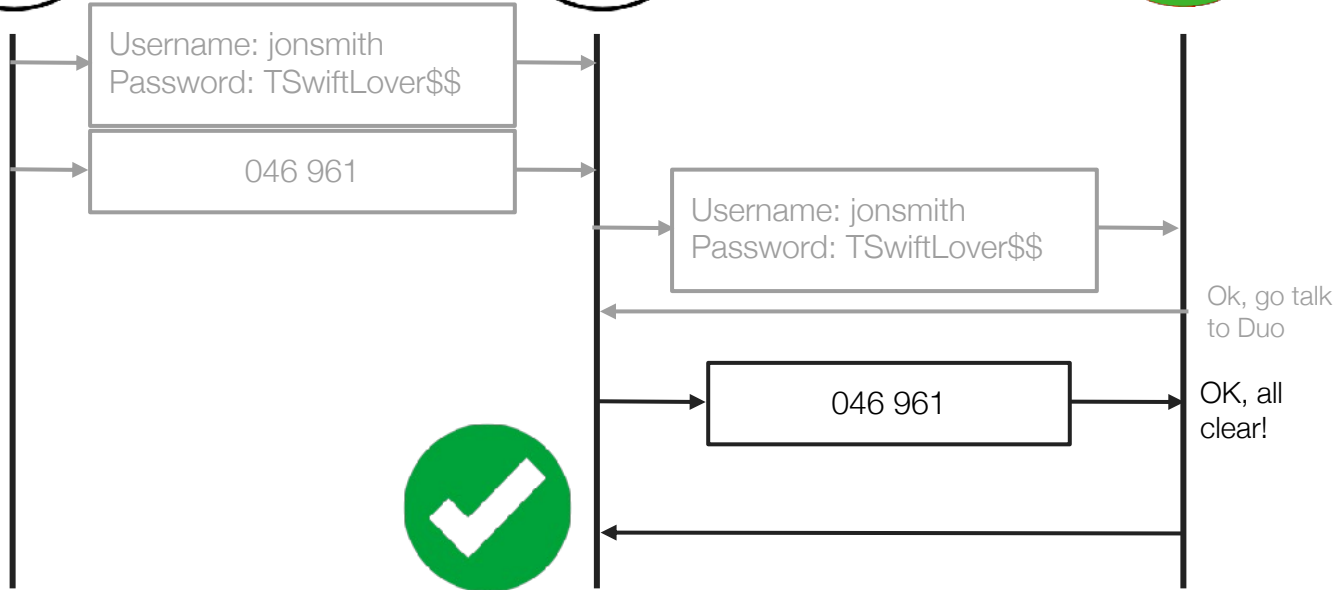 Username: jonsmith
Password: TSwiftLover$$
046 961
Username: jonsmith
Password: TSwiftLover$$
Ok, go talk
to Duo
046 961
OK, all
clear!